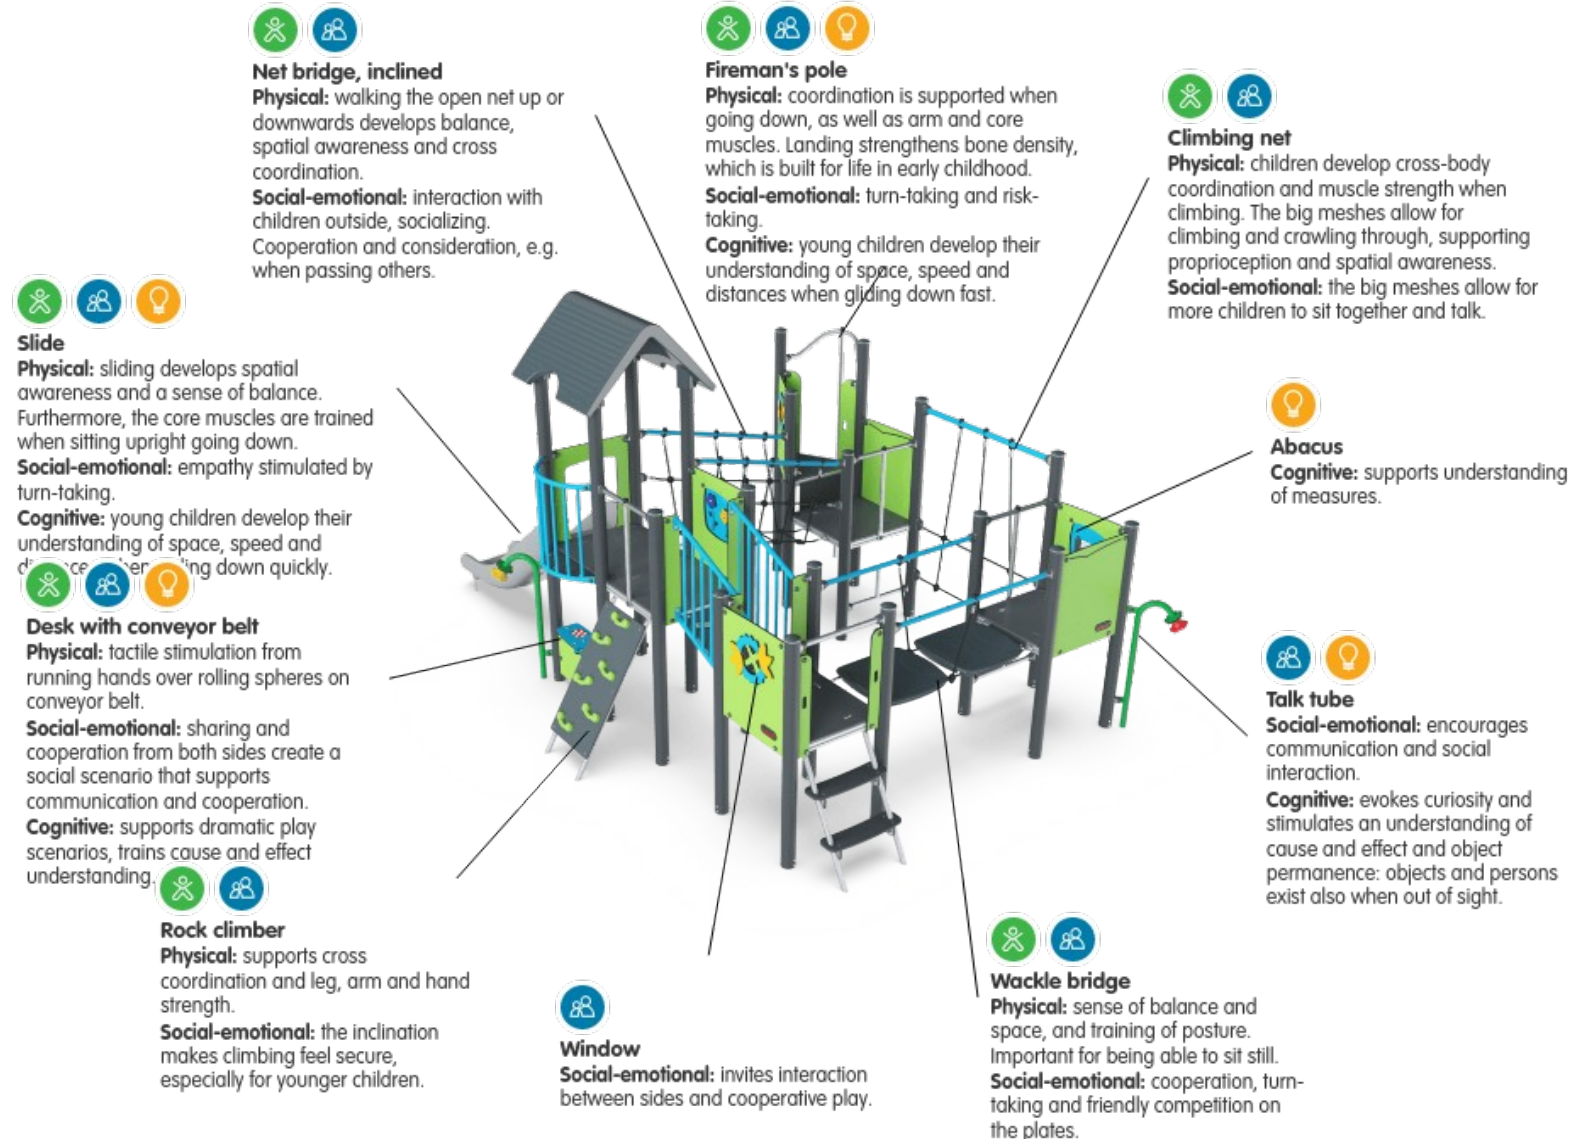 Net bridge, inclined
Physical: walking the open net up or
downwards develops balance,
spatial awareness and cross
coordination.
Social-emotional: interaction with
children outside, socializing.
Cooperation and consideration, e.g.
when passing others.
Fireman's pole
Physical: coordination is supported when
going down, as well as arm and core
muscles. Landing strengthens bone density,
which is built for life in early childhood.
Social-emotional: turn-taking and risk-
taking.
Cognitive: young children develop their
understanding of space, speed and
distances when gliding down fast.
Climbing net
Physical: children develop cross-body
coordination and muscle strength when
climbing. The big meshes allow for
climbing and crawling through, supporting
proprioception and spatial awareness.
Social-emotional: the big meshes allow for
more children to sit together and talk.
Slide
Physical: sliding develops spatial
awareness and a sense of balance.
Furthermore, the core muscles are trained
when sitting upright going down.
Social-emotional: empathy stimulated by
turn-taking.
Cognitive: young children develop their
understanding of space, speed and
down quickly.
Abacus
Cognitive: supports understanding
of measures.
Desk with conveyor belt
Physical: tactile stimulation from
running hands over rolling spheres on
conveyor belt.
Social-emotional: sharing and
cooperation from both sides create a
social scenario that supports
communication and cooperation.
Cognitive: supports dramatic play
scenarios, trains cause and effect
understanding.
Talk tube
Social-emotional: encourages
communication and social
interaction.
Cognitive: evokes curiosity and
stimulates an understanding of
cause and effect and object
permanence: objects and persons
exist also when out of sight.
Rock climber
Physical: supports cross
coordination and leg, arm and hand
strength.
Social-emotional: the inclination
makes climbing feel secure,
especially for younger children.
Window
Social-emotional: invites interaction
between sides and cooperative play.
Wackle bridge
Physical: sense of balance and
space, and training of posture.
Important for being able to sit still.
Social-emotional: cooperation, turn-
taking and friendly competition on
the plates.